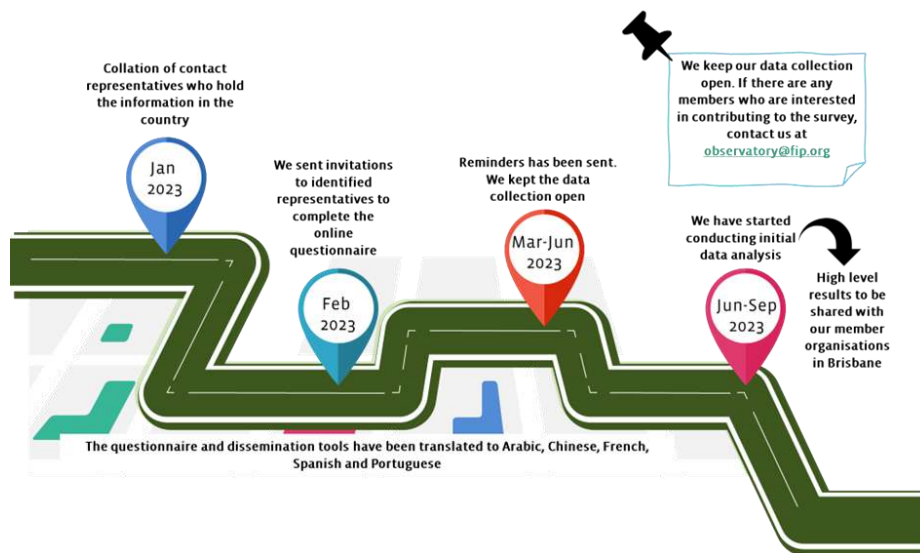 Collation of contact
representatives who hold
the information in the
country
Jan
2023
We sent invitations
to identified
representatives to
complete the
online
questionnaire
Feb
2023
Reminders has been sent.
We kept the data
collection open
Mar-Jun
2023
We keep our data collection
open. If there are any
members who are interested
in contributing to the survey,
contact us at
observatory@fip.org
We have started
conducting initial
data analysis
Jun-Sep
2023
High level
results to be
shared with
our member
organisations
in Brisbane
The questionnaire and dissemination tools have been translated to Arabic, Chinese, French,
Spanish and Portuguese